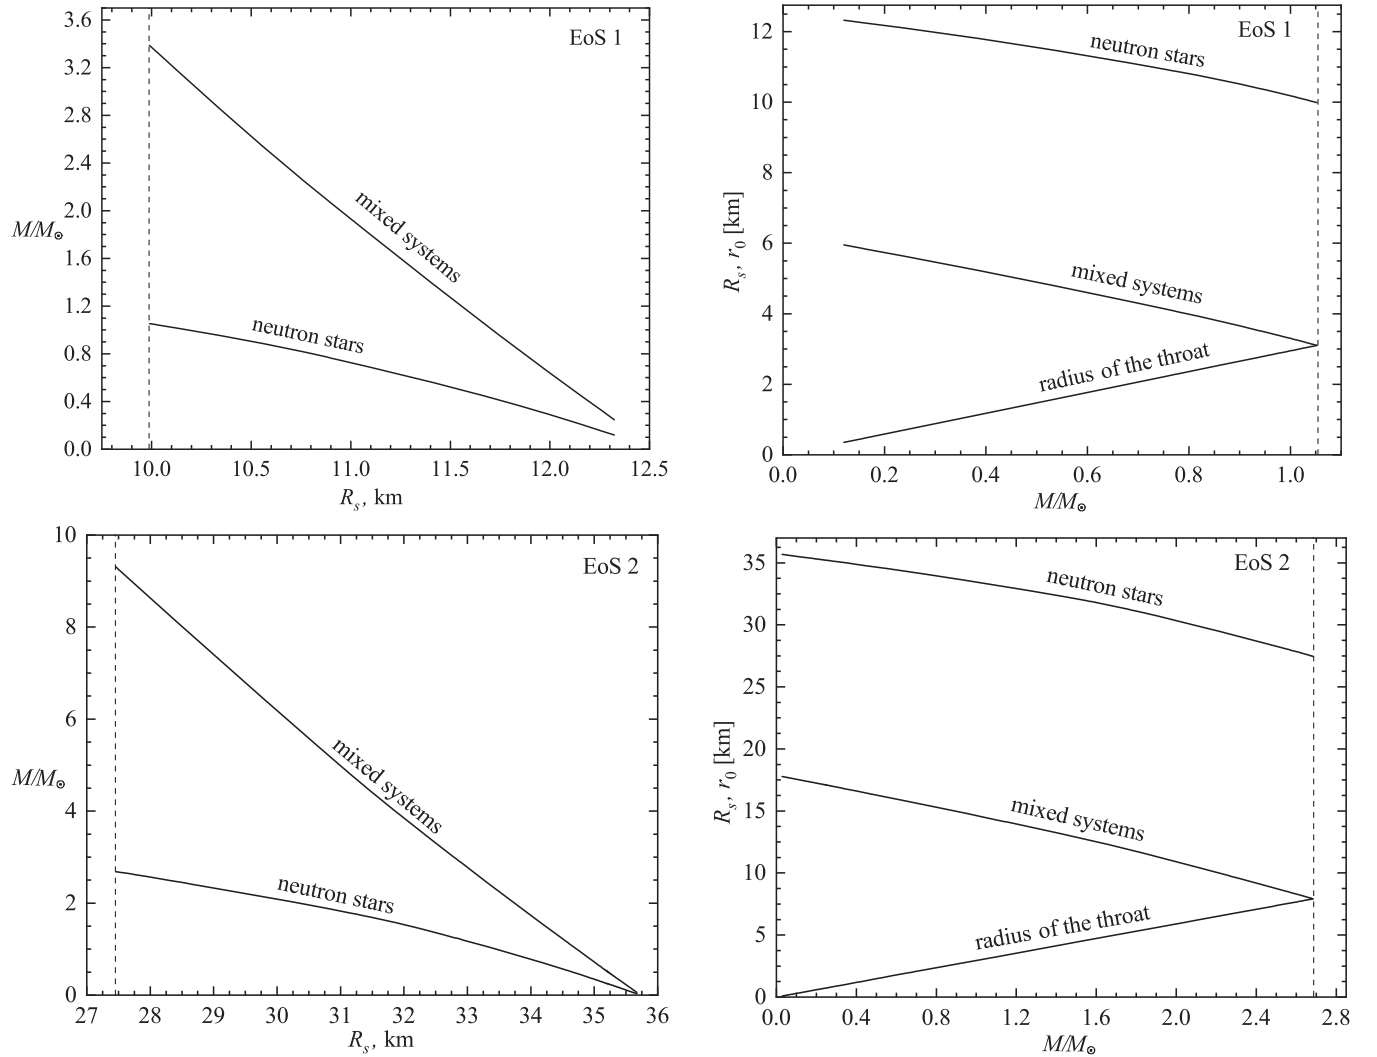 3.6
3.2
2.8
2.4
2.0
1.6
1.2
0.8
0.4
0.0
M/M⊙
EoS 1
mixed systems
neutron stars
10.0 10.5 11.0 11.5 12.0 12.5
Rs, km
12
10
8
6
4
2
0
Rs, r0 [km]
EoS 1
neutron stars
mixed systems
radius of the throat
0.0 0.2 0.4 0.6 0.8 1.0
M/M⊙
10
8
6
4
2
0
M/M⊙
EoS 2
mixed systems
neutron stars
27 28 29 30 31 32 33 34 35 36
Rs, km
35
30
25
20
15
10
5
0
Rs, r0 [km]
EoS 2
neutron stars
mixed systems
radius of the throat
0.0 0.4 0.8 1.2 1.6 2.0 2.4 2.8
M/M⊙